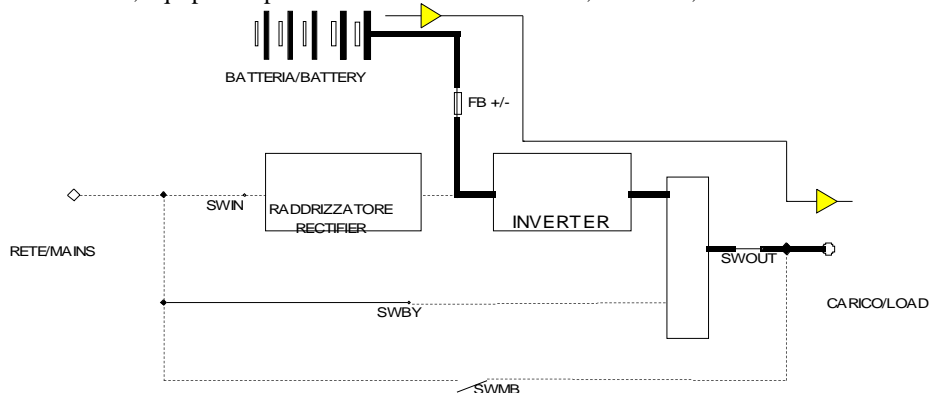 BATTERIA/BATTERY
FB +/-
SWIN
RADDRIZZATORE
RECTIFIER
INVERTER
RETE/MAINS
SWOUT
SWBY
CARICO/LOAD
SWMB